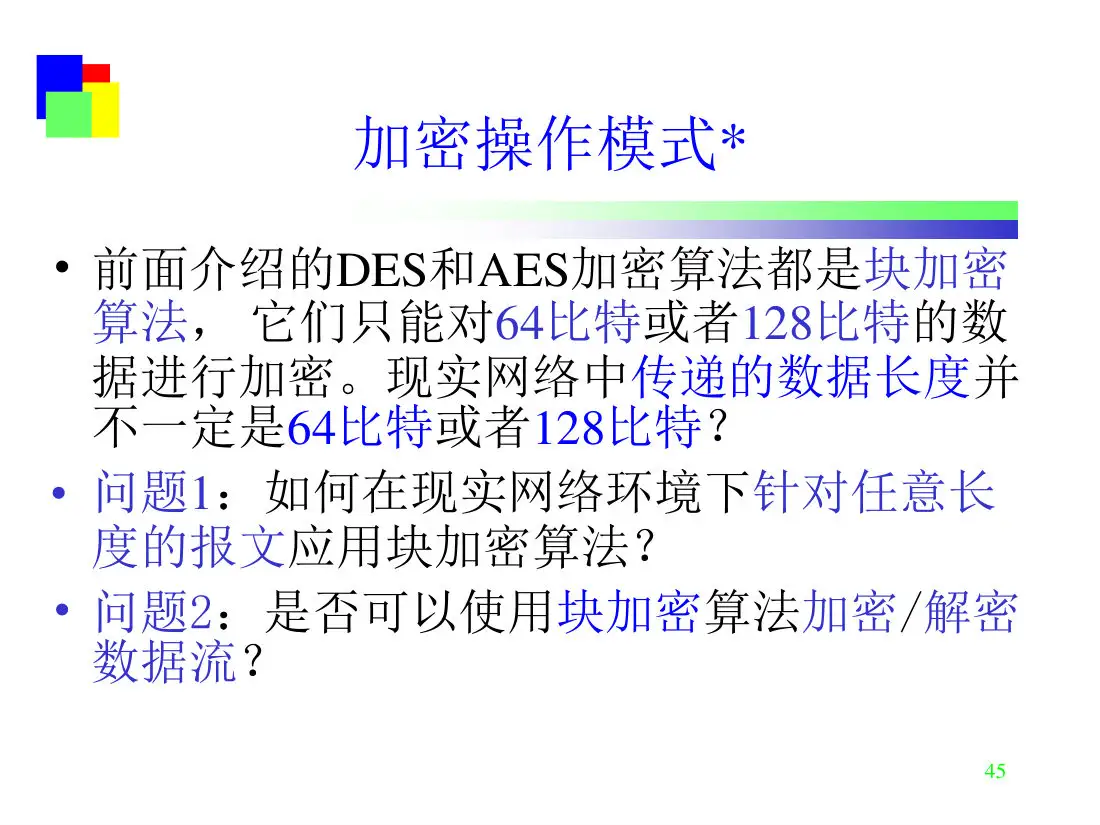 加密操作模式*
• 前面介绍的DES和AES加密算法都是块加密
算法， 它们只能对64比特或者128比特的数
据进行加密。现实网络中传递的数据长度并
不一定是64比特或者128比特？
• 问题1：如何在现实网络环境下针对任意长
度的报文应用块加密算法？
• 问题2：是否可以使用块加密算法加密/解密
数据流？
45